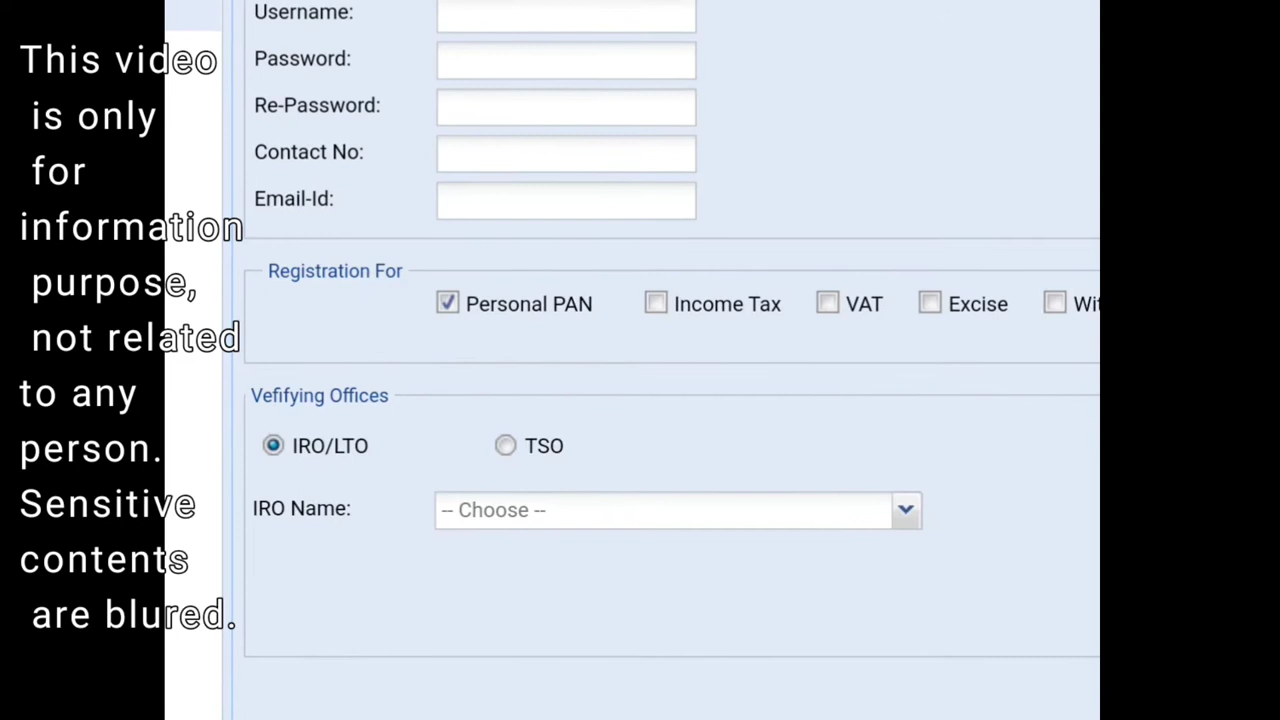 This video
is only
for
information
purpose,
not related
to any
person.
Sensitive
contents
are blured.
Username:
Password:
Re-Password:
Contact No:
Email-Id:
Registration For
Personal PAN Income Tax VAT Excise Wit
Vefifying Offices
IRO/LTO TSO
IRO Name: -- Choose --